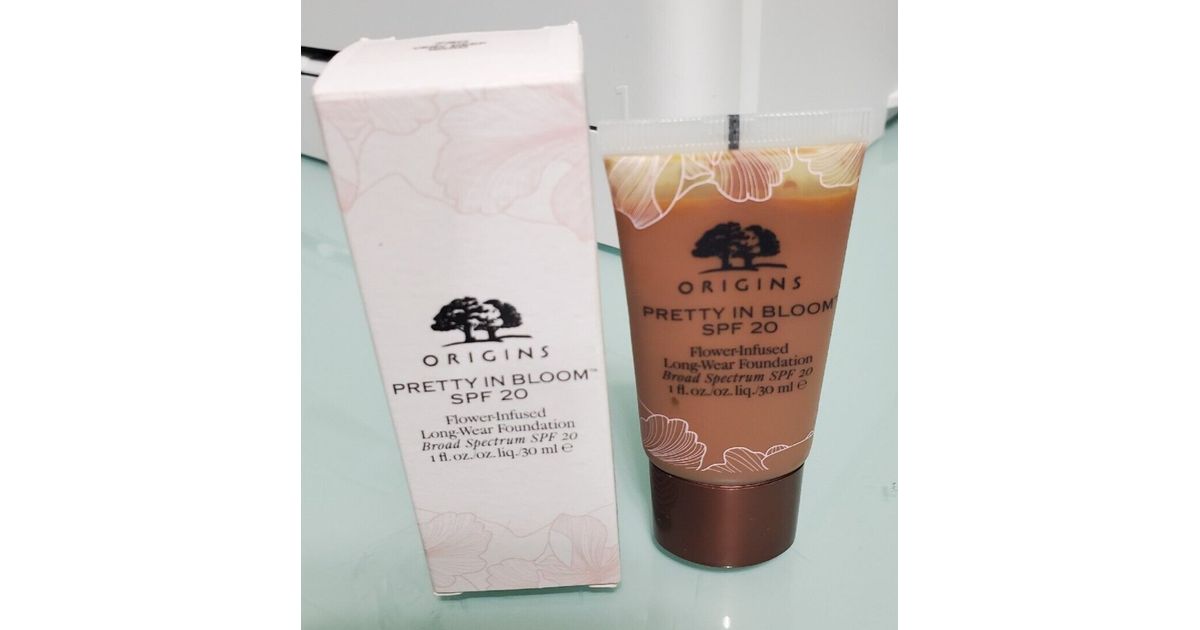 ORIGINS
PRETTY IN BLOOM™
SPF 20
Flower-Infused
Long-Wear Foundation
Broad Spectrum SPF 20
1 fl. oz./oz. liq./30 ml ℮
ORIGINS
PRETTY IN BLOOM™
SPF 20
Flower-Infused
Long-Wear Foundation
Broad Spectrum SPF 20
1 fl. oz./oz. liq./30 ml ℮